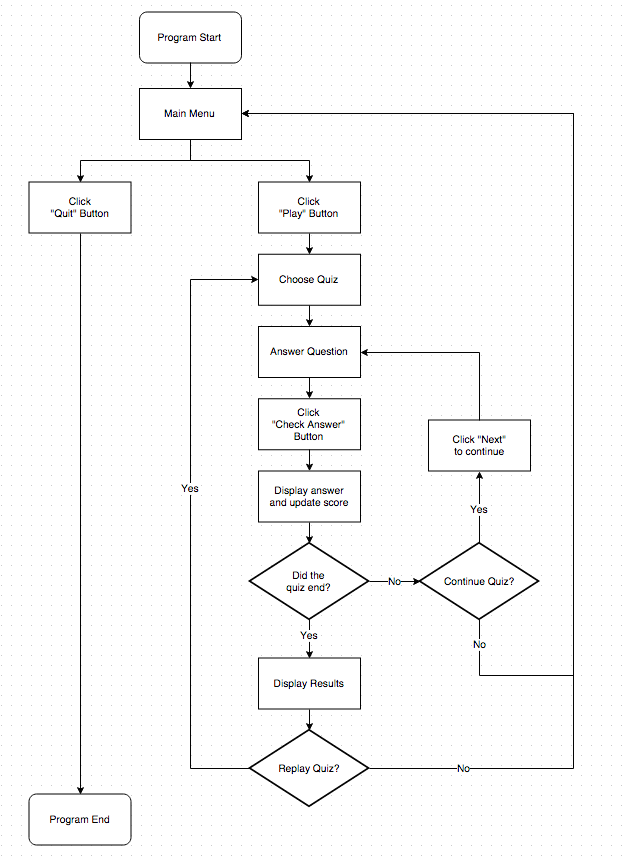 Program Start
Main Menu
Click
"Quit" Button
Click
"Play" Button
Choose Quiz
Answer Question
Click
"Check Answer"
Button
Click "Next"
to continue
Yes
Display answer
and update score
Yes
Did the
quiz end?
No
Continue Quiz?
Yes
No
Display Results
Replay Quiz?
No
Program End